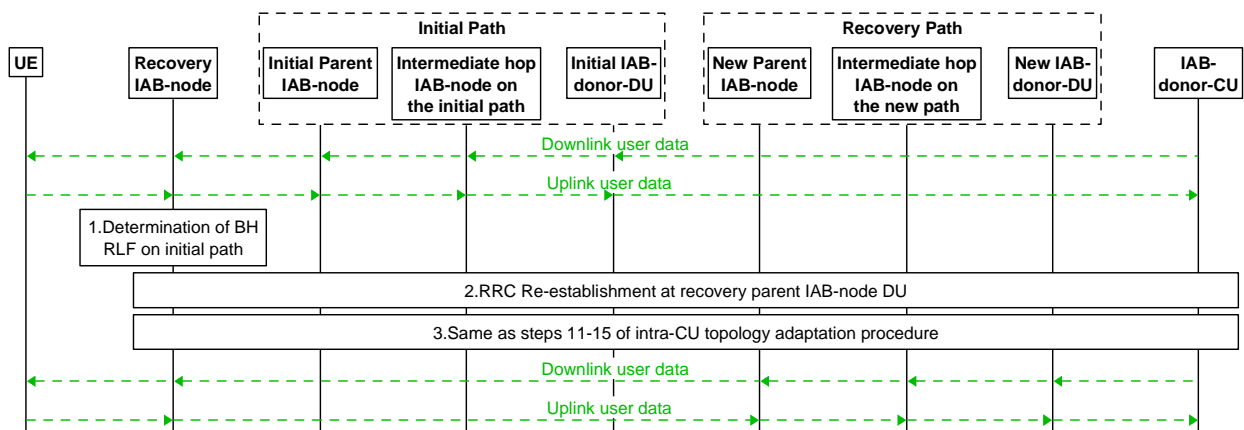 Initial Path
Recovery Path
UE
Recovery
IAB-node
Initial Parent
IAB-node
Intermediate hop
IAB-node on
the initial path
Initial IAB-
donor-DU
New Parent
IAB-node
Intermediate hop
IAB-node on
the new path
New IAB-
donor-DU
IAB-
donor-CU
Downlink user data
Uplink user data
1.Determination of BH
RLF on initial path
2.RRC Re-establishment at recovery parent IAB-node DU
3.Same as steps 11-15 of intra-CU topology adaptation procedure
Downlink user data
Uplink user data